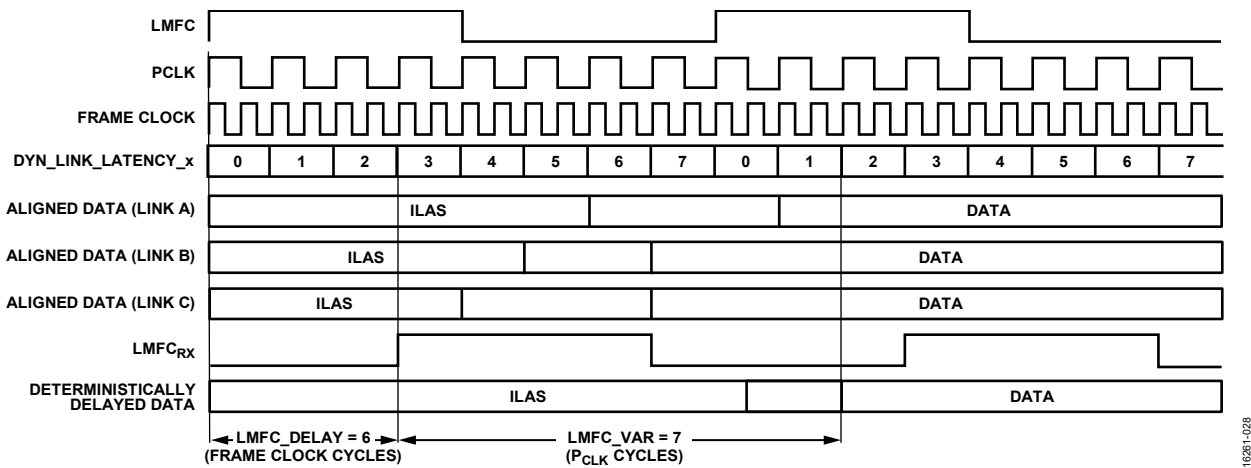 LMFC
PCLK
FRAME CLOCK
DYN_LINK_LATENCY_x 0 1 2 3 4 5 6 7 0 1 2 3 4 5 6 7
ALIGNED DATA (LINK A) ILAS DATA
ALIGNED DATA (LINK B) ILAS DATA
ALIGNED DATA (LINK C) ILAS DATA
LMFCRX
DETERMINISTICALLY
DELAYED DATA
ILAS DATA
LMFC_DELAY = 6
(FRAME CLOCK CYCLES)
LMFC_VAR = 7
(PCLK CYCLES)
16261-028